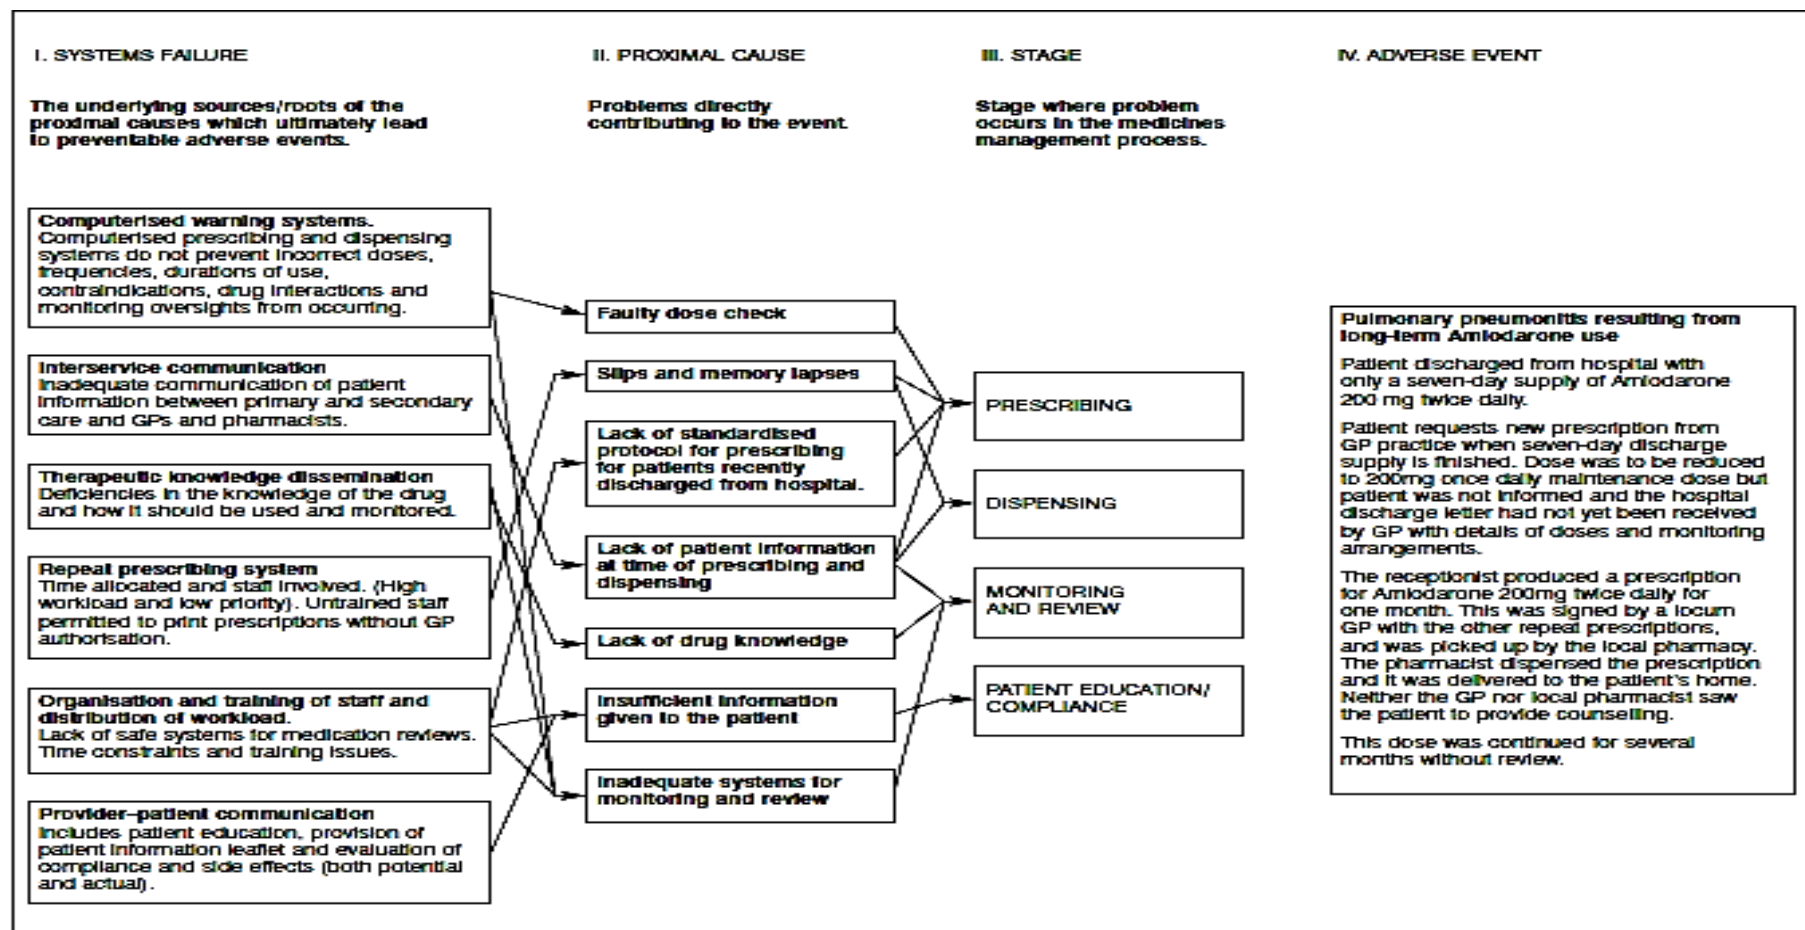 I. SYSTEMS FAILURE
The underlying sources/roots of the
proximal causes which ultimately lead
to preventable adverse events.
II. PROXIMAL CAUSE
Problems directly
contributing to the event.
III. STAGE
Stage where problem
occurs in the medicines
management process.
IV. ADVERSE EVENT
Computerised warning systems.
Computerised prescribing and dispensing
systems do not prevent incorrect doses,
frequencies, durations of use,
contraindications, drug interactions and
monitoring oversights from occurring.
Interservice communication
Inadequate communication of patient
information between primary and secondary
care and GPs and pharmacists.
Therapeutic knowledge dissemination
Deficiencies in the knowledge of the drug
and how it should be used and monitored.
Repeat prescribing system
Time allocated and staff involved. (High
workload and low priority). Untrained staff
permitted to print prescriptions without GP
authorisation.
Organisation and training of staff and
distribution of workload.
Lack of safe systems for medication reviews.
Time constraints and training issues.
Provider–patient communication
Includes patient education, provision of
patient information leaflet and evaluation of
compliance and side effects (both potential
and actual).
Faulty dose check
Slips and memory lapses
Lack of standardised
protocol for prescribing
for patients recently
discharged from hospital.
Lack of patient information
at time of prescribing and
dispensing
Lack of drug knowledge
Insufficient information
given to the patient
Inadequate systems for
monitoring and review
PRESCRIBING
DISPENSING
MONITORING
AND REVIEW
PATIENT EDUCATION/
COMPLIANCE
Pulmonary pneumonitis resulting from
long-term Amiodarone use
Patient discharged from hospital with
only a seven-day supply of Amiodarone
200 mg twice daily.
Patient requests new prescription from
GP practice when seven-day discharge
supply is finished. Dose was to be reduced
to 200mg once daily maintenance dose but
patient was not informed and the hospital
discharge letter had not yet been received
by GP with details of doses and monitoring
arrangements.
The receptionist produced a prescription
for Amiodarone 200mg twice daily for
one month. This was signed by a locum
GP with the other repeat prescriptions,
and was picked up by the local pharmacy.
The pharmacist dispensed the prescription
and it was delivered to the patient's home.
Neither the GP nor local pharmacist saw
the patient to provide counselling.
This dose was continued for several
months without review.